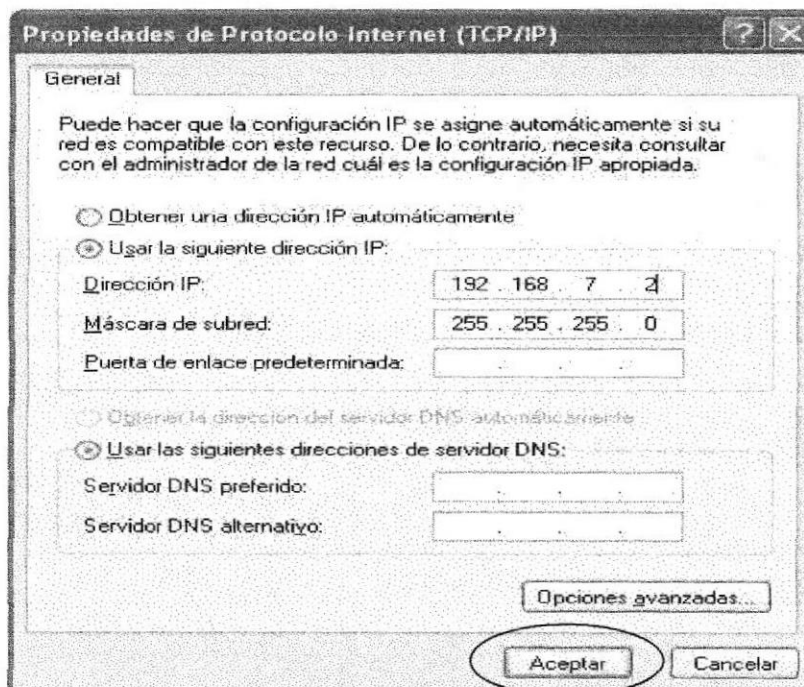 Propiedades de Protocolo Internet (TCP/IP)
General
Puede hacer que la configuración IP se asigne automáticamente si su
red es compatible con este recurso. De lo contrario, necesita consultar
con el administrador de la red cuál es la configuración IP apropiada.
Obtener una dirección IP automáticamente
Usar la siguiente dirección IP:
Dirección IP: 192 . 168 . 7 . 2
Máscara de subred: 255 . 255 . 255 . 0
Puerta de enlace predeterminada: . . .
Obtener la dirección del servidor DNS automáticamente
Usar las siguientes direcciones de servidor DNS:
Servidor DNS preferido: . . .
Servidor DNS alternativo: . . .
Opciones avanzadas...
Aceptar Cancelar